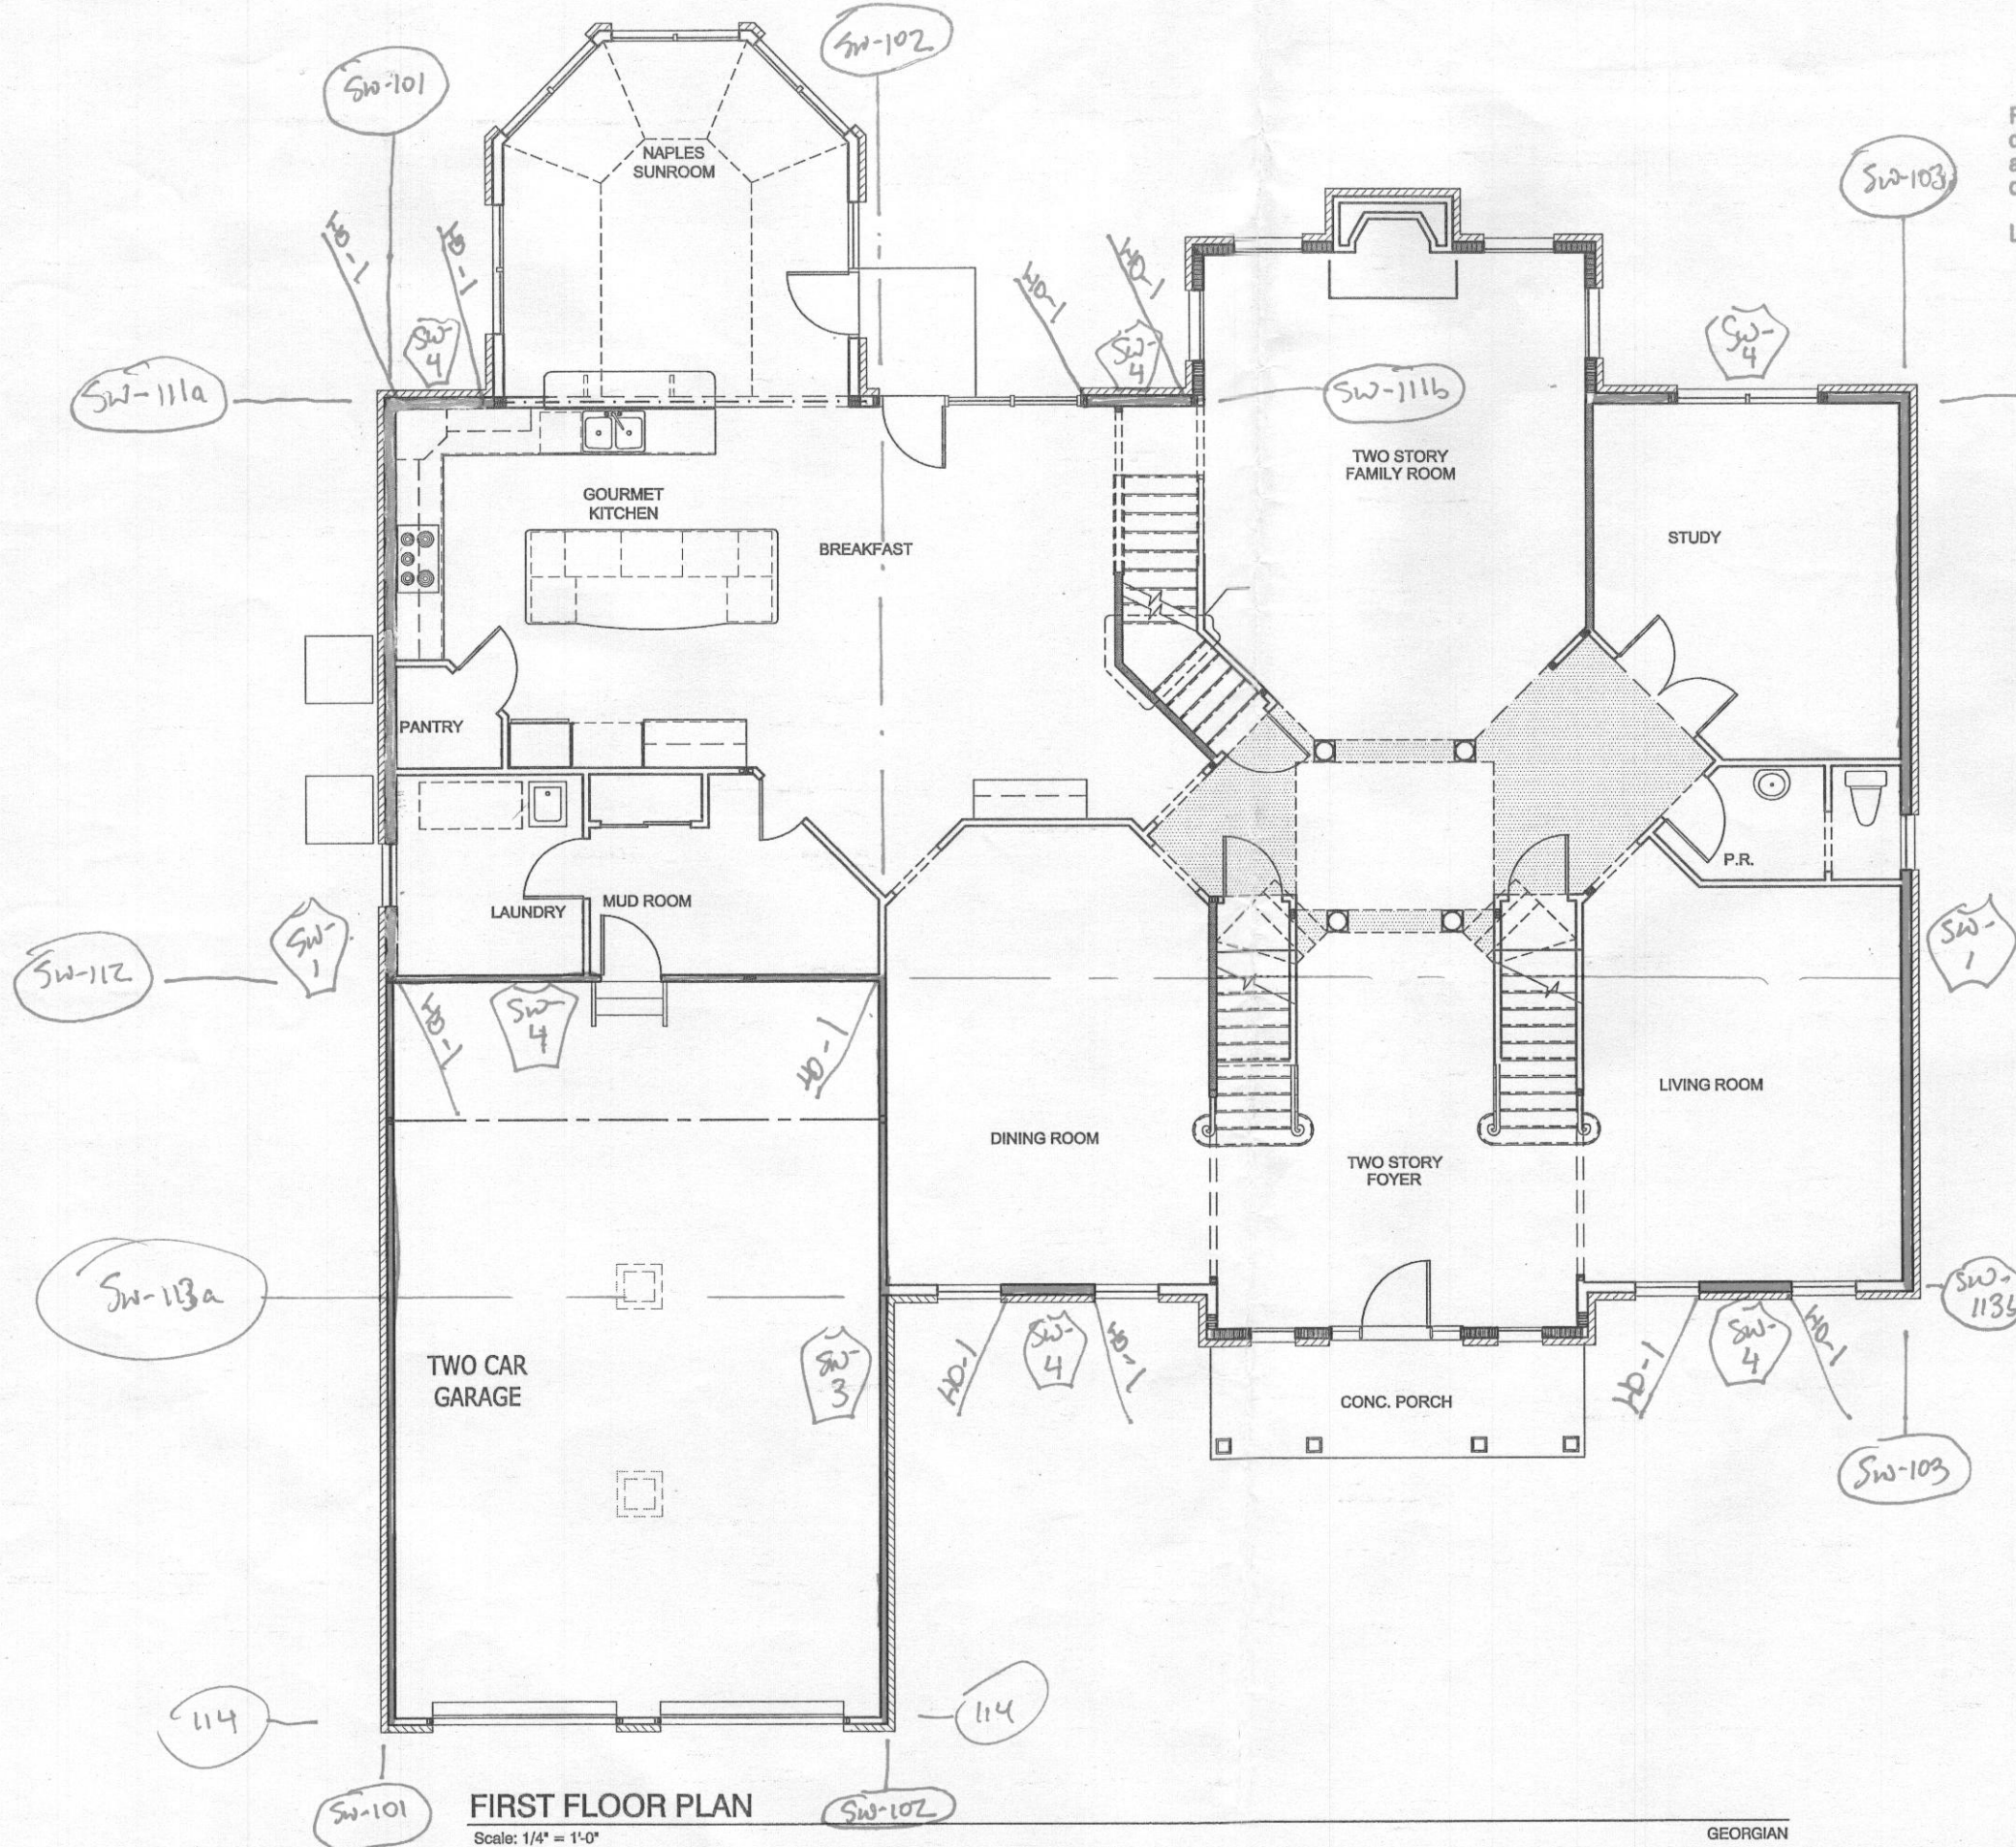 SW-101
SW-102
NAPLES
SUNROOM
SW-103
HD-1
HD-1
SW-
4
HD-1
HD-1
SW-
4
SW-
4
SW-111a
SW-111b
TWO STORY
FAMILY ROOM
GOURMET
KITCHEN
BREAKFAST
STUDY
PANTRY
P.R.
LAUNDRY
MUD ROOM
SW-
1
SW-
1
SW-112
HD-1
SW-
4
HD-1
DINING ROOM
LIVING ROOM
TWO STORY
FOYER
SW-113a
SW-
113b
TWO CAR
GARAGE
SW-
3
HD-1
SW-
4
HD-1
HD-1
SW-
4
HD-1
CONC. PORCH
SW-103
114
114
SW-101
FIRST FLOOR PLAN
SW-102
Scale: 1/4" = 1'-0"
GEORGIAN